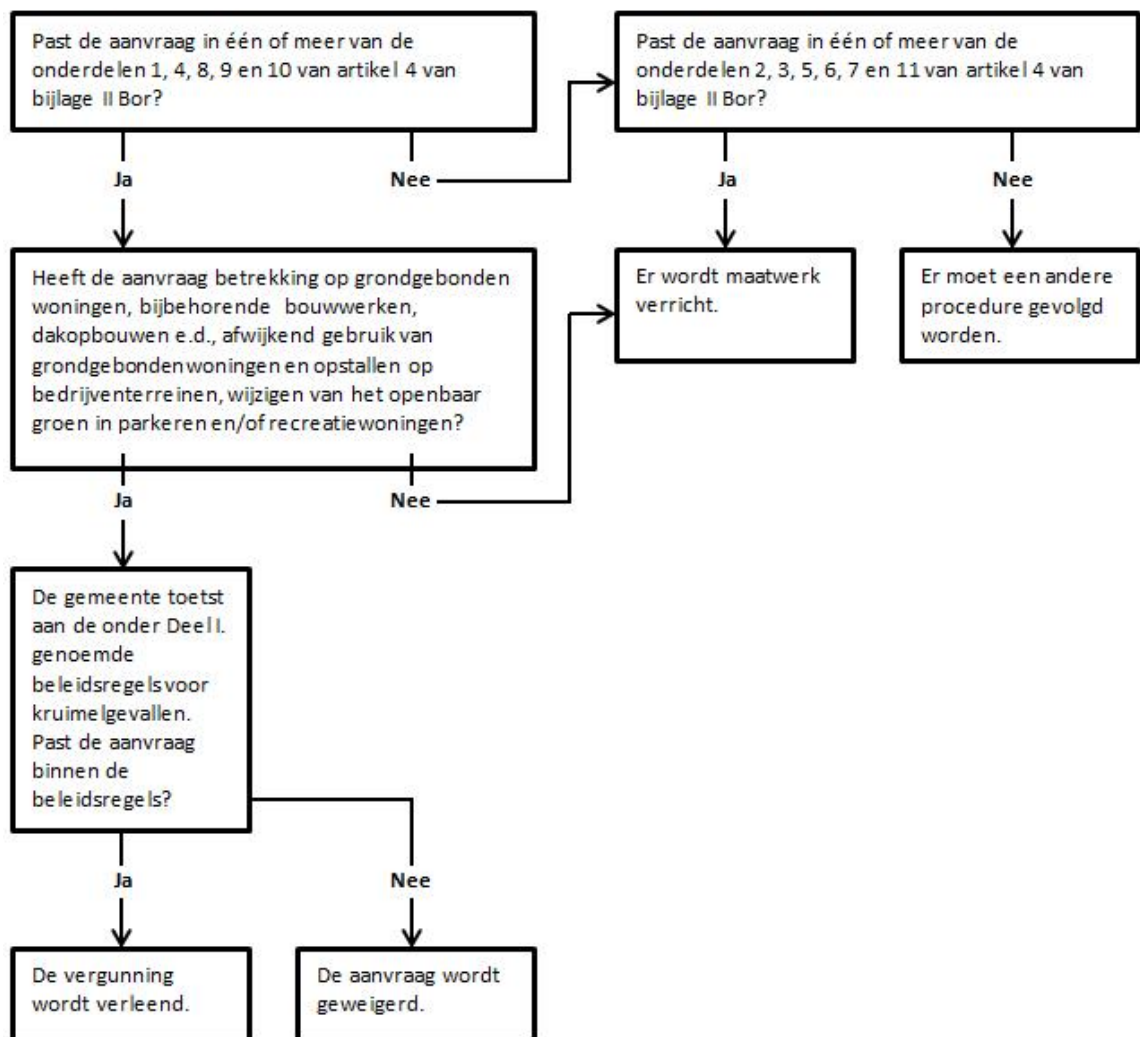 Past de aanvraag in één of meer van de
onderdelen 1, 4, 8, 9 en 10 van artikel 4 van
bijlage II Bor?
Past de aanvraag in één of meer van de
onderdelen 2, 3, 5, 6, 7 en 11 van artikel 4 van
bijlage II Bor?
Ja
Nee
Ja
Nee
Heeft de aanvraag betrekking op grondgebonden
woningen, bijbehorende bouwwerken,
dakopbouwen e.d., afwijkend gebruik van
grondgebonden woningen en opstallen op
bedrijventerreinen, wijzigen van het openbaar
groen in parkeren en/of recreatiewoningen?
Er wordt maatwerk
verricht.
Er moet een andere
procedure gevolgd
worden.
Ja
Nee
De gemeente toetst
aan de onder Deel I.
genoemde
beleidsregels voor
kruimelgevallen.
Past de aanvraag
binnen de
beleidsregels?
Ja
Nee
De vergunning
wordt verleend.
De aanvraag wordt
geweigerd.